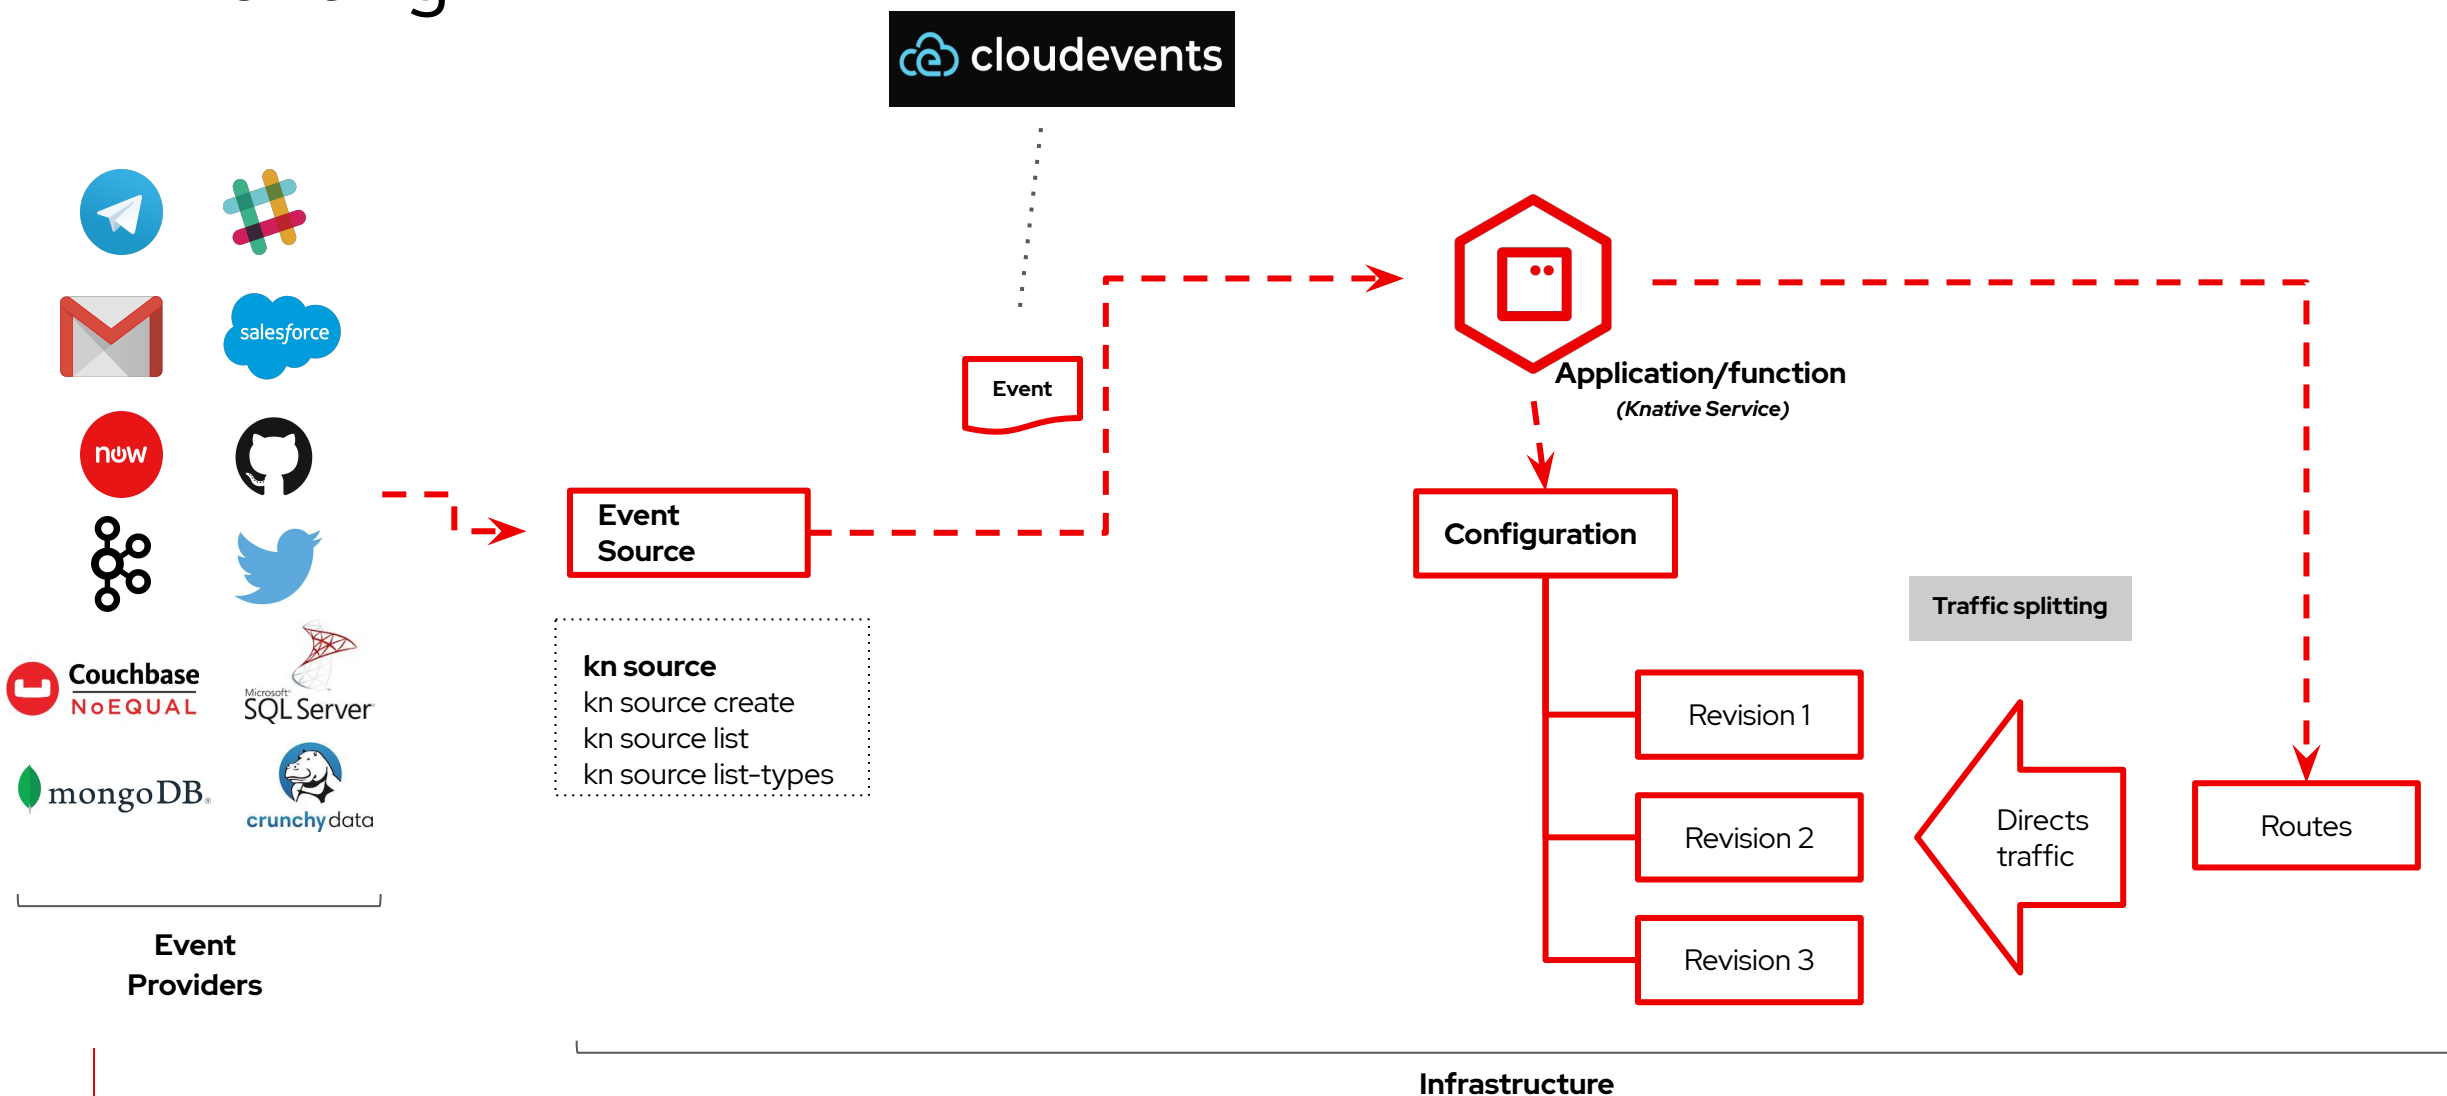 cloudevents
salesforce
now
Event
Application/function
(Knative Service)
Event
Source
Configuration
Traffic splitting
kn source
kn source create
kn source list
kn source list-types
Couchbase
NoEQUAL
Microsoft®
SQL Server
mongoDB®
crunchydata
Revision 1
Revision 2
Revision 3
Directs
traffic
Routes
Event
Providers
Infrastructure